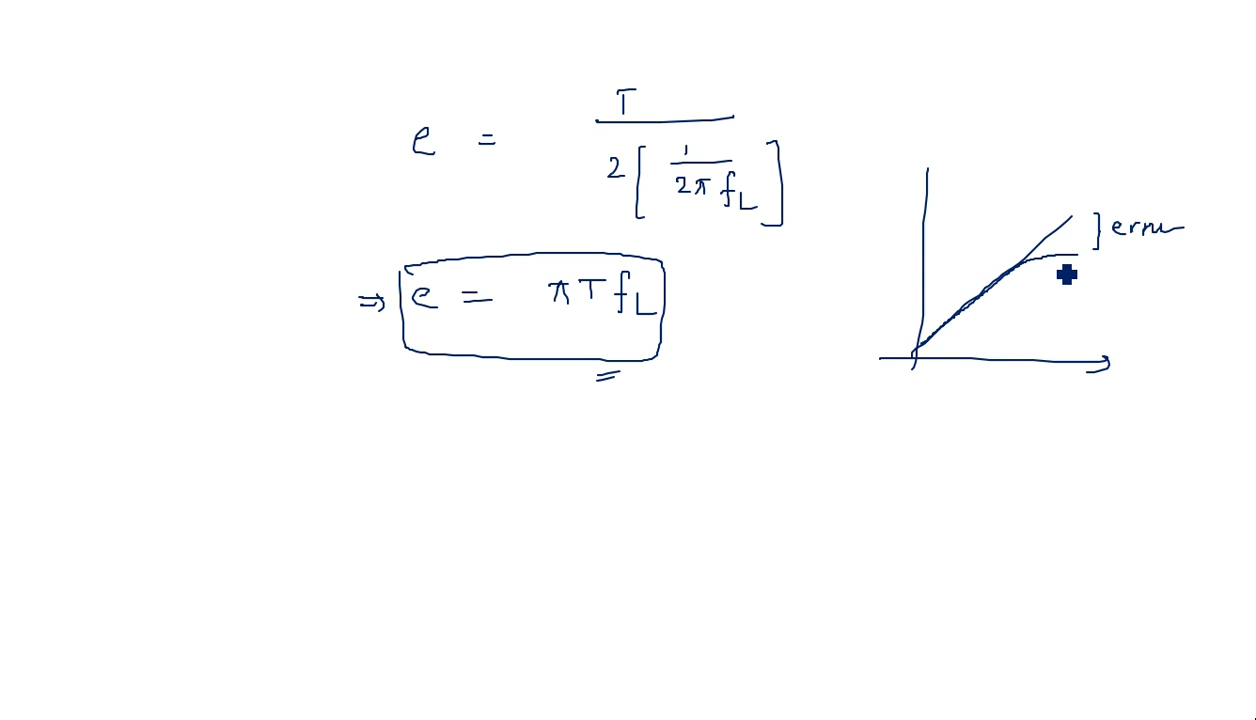 e = T / 2 [ 1 / 2π f_L ]
⇒ e = π T f_L
] error